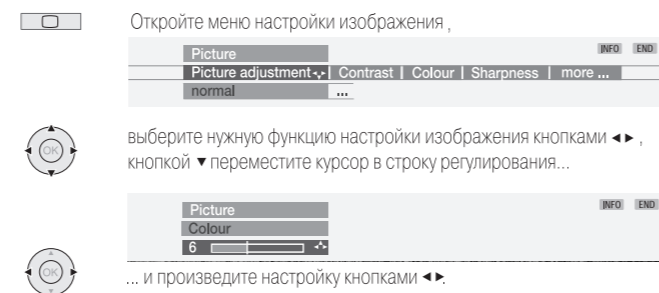 Откройте меню настройки изображения ,
Picture INFO END
Picture adjustment | Contrast | Colour | Sharpness | more ...
normal ...
OK
выберите нужную функцию настройки изображения кнопками ◂ ▸ ,
кнопкой ▾ переместите курсор в строку регулирования...
Picture INFO END
Colour
6
OK
... и произведите настройку кнопками ◂ ▸.